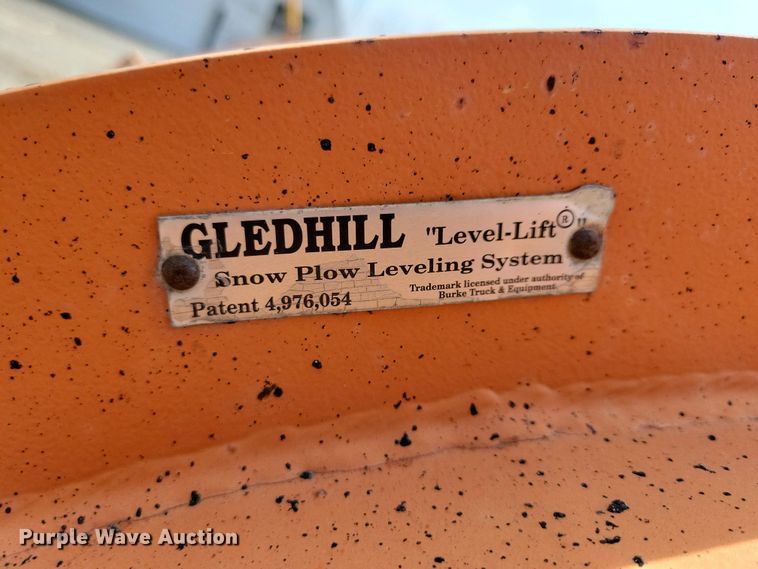 GLEDHILL "Level-Lift®"
Snow Plow Leveling System
Patent 4,976,054
Trademark licensed under authority of
Burke Truck & Equipment
Purple Wave Auction